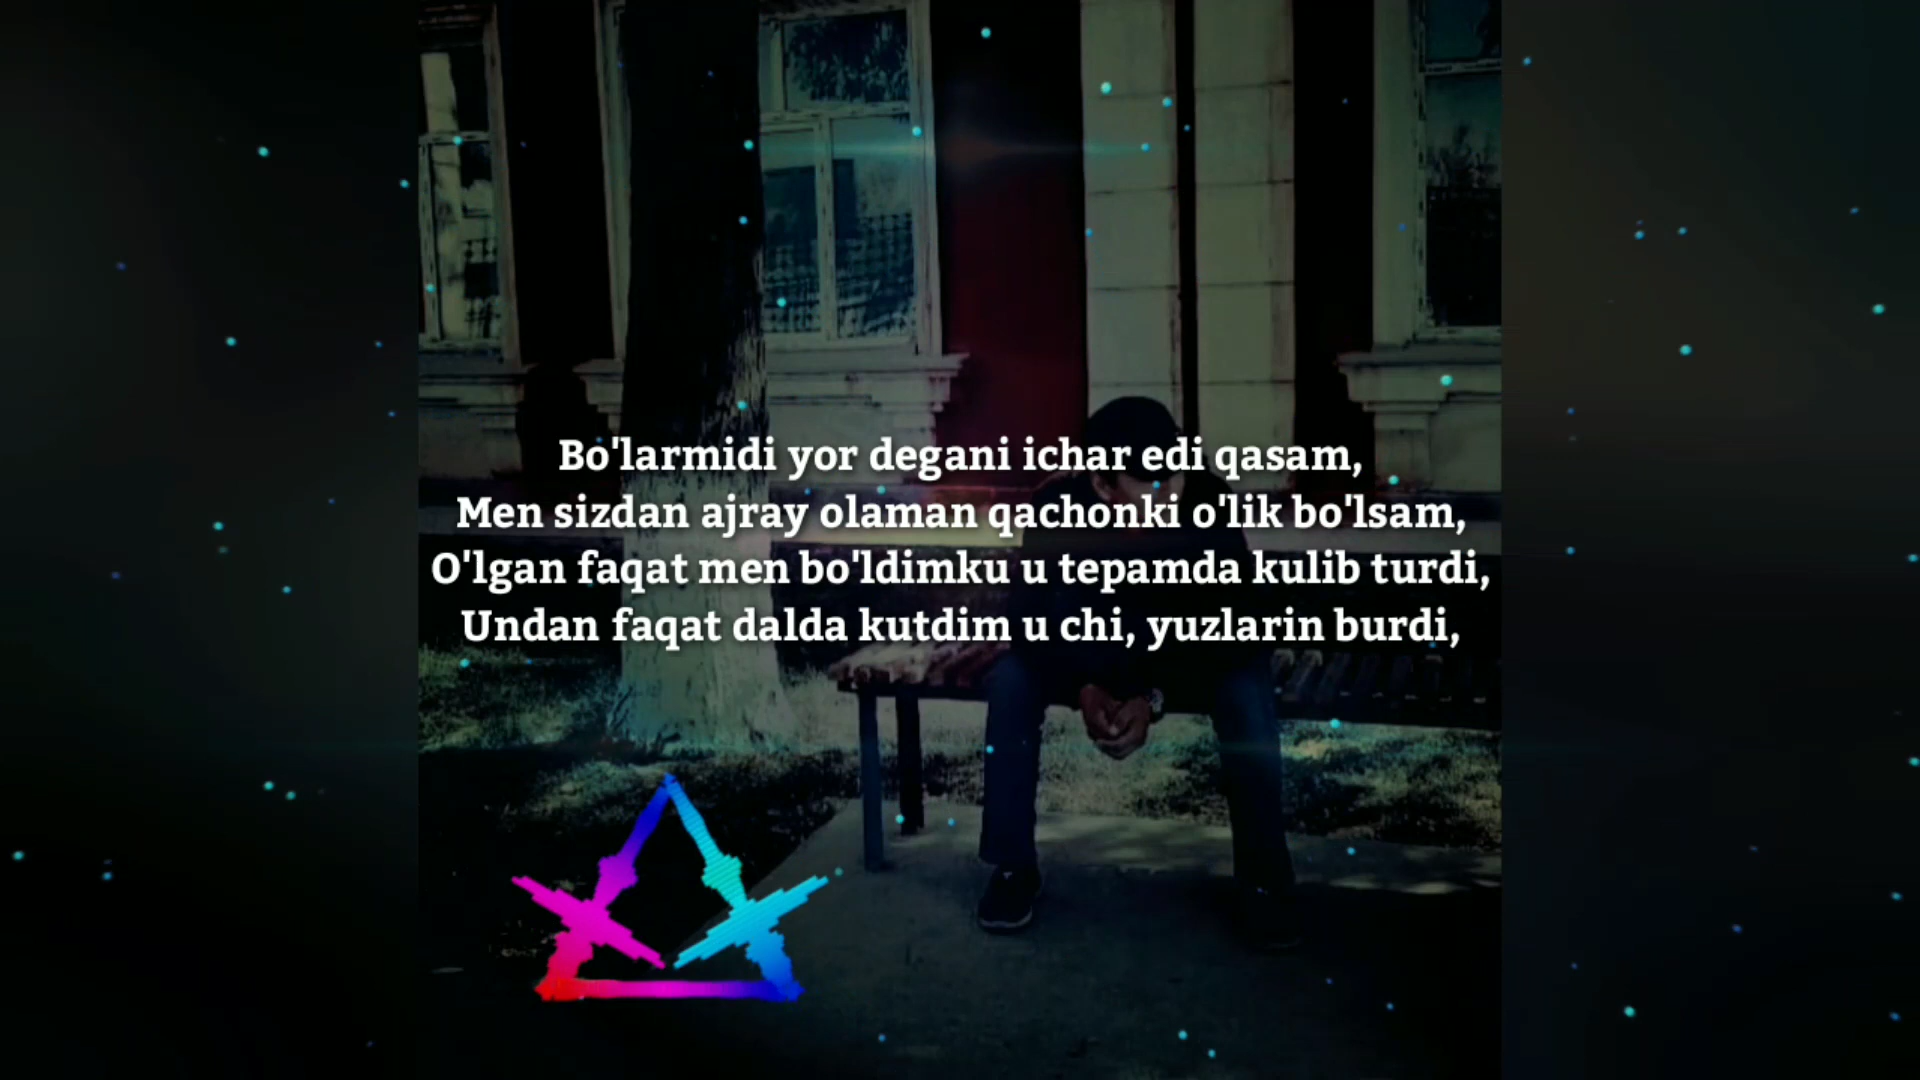 Bo'larmidi yor degani ichar edi qasam,
Men sizdan ajray olaman qachonki o'lik bo'lsam,
O'lgan faqat men bo'ldimku u tepamda kulib turdi,
Undan faqat dalda kutdim u chi, yuzlarin burdi,